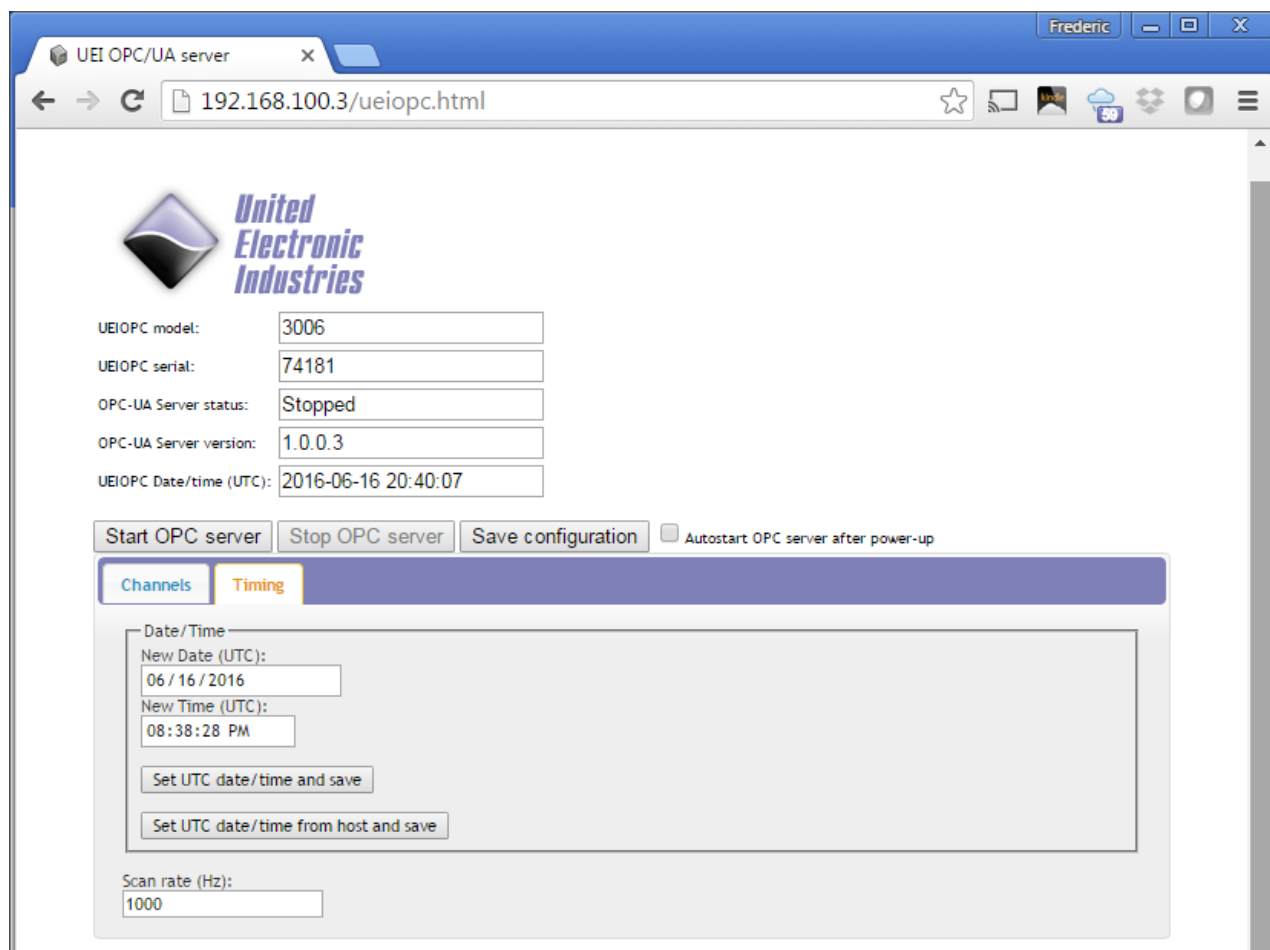 Frederic
UEI OPC/UA server
192.168.100.3/ueiopc.html
kindle
59
United
Electronic
Industries
UEIOPC model: 3006
UEIOPC serial: 74181
OPC-UA Server status: Stopped
OPC-UA Server version: 1.0.0.3
UEIOPC Date/time (UTC): 2016-06-16 20:40:07
Start OPC server Stop OPC server Save configuration Autostart OPC server after power-up
Channels Timing
Date/Time
New Date (UTC):
06/16/2016
New Time (UTC):
08:38:28 PM
Set UTC date/time and save
Set UTC date/time from host and save
Scan rate (Hz):
1000